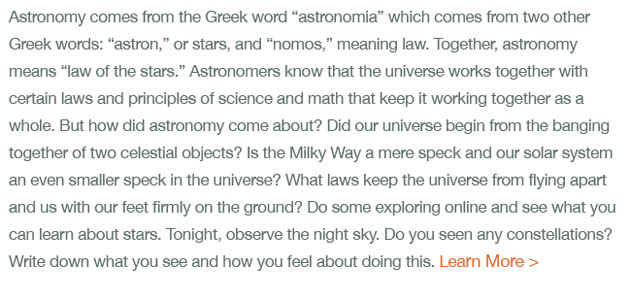 Astronomy comes from the Greek word “astronomia” which comes from two other
Greek words: “astron,” or stars, and “nomos,” meaning law. Together, astronomy
means “law of the stars.” Astronomers know that the universe works together with
certain laws and principles of science and math that keep it working together as a
whole. But how did astronomy come about? Did our universe begin from the banging
together of two celestial objects? Is the Milky Way a mere speck and our solar system
an even smaller speck in the universe? What laws keep the universe from flying apart
and us with our feet firmly on the ground? Do some exploring online and see what you
can learn about stars. Tonight, observe the night sky. Do you seen any constellations?
Write down what you see and how you feel about doing this. Learn More >